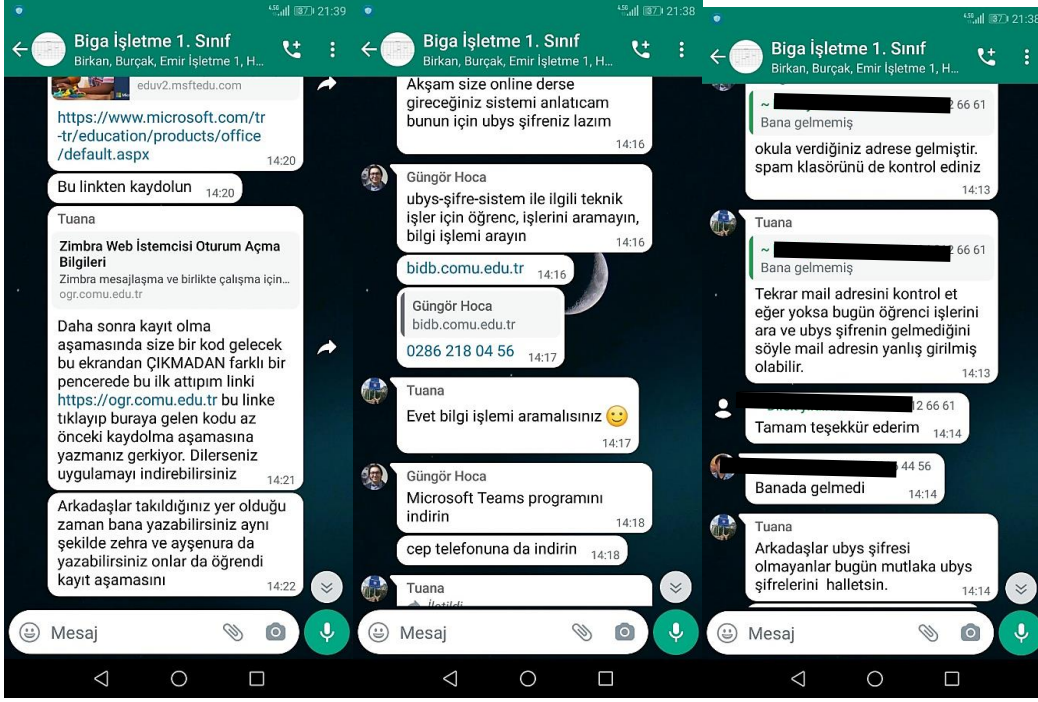 4,5G 37 21:39
Biga İşletme 1. Sınıf
Birkan, Burçak, Emir İşletme 1, H...
eduv2.msftedu.com
https://www.microsoft.com/tr
-tr/education/products/office
/default.aspx
14:20
Bu linkten kaydolun 14:20
Tuana
Zimbra Web İstemcisi Oturum Açma
Bilgileri
Zimbra mesajlaşma ve birlikte çalışma için...
ogr.comu.edu.tr
Daha sonra kayıt olma
aşamasında size bir kod gelecek
bu ekrandan ÇIKMADAN farklı bir
pencerede bu ilk attıpım linki
https://ogr.comu.edu.tr bu linke
tıklayıp buraya gelen kodu az
önceki kaydolma aşamasına
yazmanız gerkiyor. Dilerseniz
uygulamayı indirebilirsiniz
14:21
Arkadaşlar takıldığınız yer olduğu
zaman bana yazabilirsiniz aynı
şekilde zehra ve ayşenura da
yazabilirsiniz onlar da öğrendi
kayıt aşamasını
14:22
Mesaj
4,5G 37 21:38
Biga İşletme 1. Sınıf
Birkan, Burçak, Emir İşletme 1, H...
Akşam size online derse
gireceğiniz sistemi anlatıcam
bunun için ubys şifreniz lazım
14:16
Güngör Hoca
ubys-şifre-sistem ile ilgili teknik
işler için öğrenc, işlerini aramayın,
bilgi işlemi arayın
14:16
bidb.comu.edu.tr 14:16
Güngör Hoca
bidb.comu.edu.tr
0286 218 04 56 14:17
Tuana
Evet bilgi işlemi aramalısınız
14:17
Güngör Hoca
Microsoft Teams programını
indirin
14:18
cep telefonuna da indirin 14:18
Tuana
İletildi
Mesaj
4,5G 37 21:38
Biga İşletme 1. Sınıf
Birkan, Burçak, Emir İşletme 1, H...
~ 2 66 61
Bana gelmemiş
okula verdiğiniz adrese gelmiştir.
spam klasörünü de kontrol ediniz
14:13
Tuana
~ 2 66 61
Bana gelmemiş
Tekrar mail adresini kontrol et
eğer yoksa bugün öğrenci işlerini
ara ve ubys şifrenin gelmediğini
söyle mail adresin yanlış girilmiş
olabilir.
14:13
12 66 61
Tamam teşekkür ederim 14:14
44 56
Banada gelmedi
14:14
Tuana
Arkadaşlar ubys şifresi
olmayanlar bugün mutlaka ubys
şifrelerini halletsin.
14:14
Mesaj